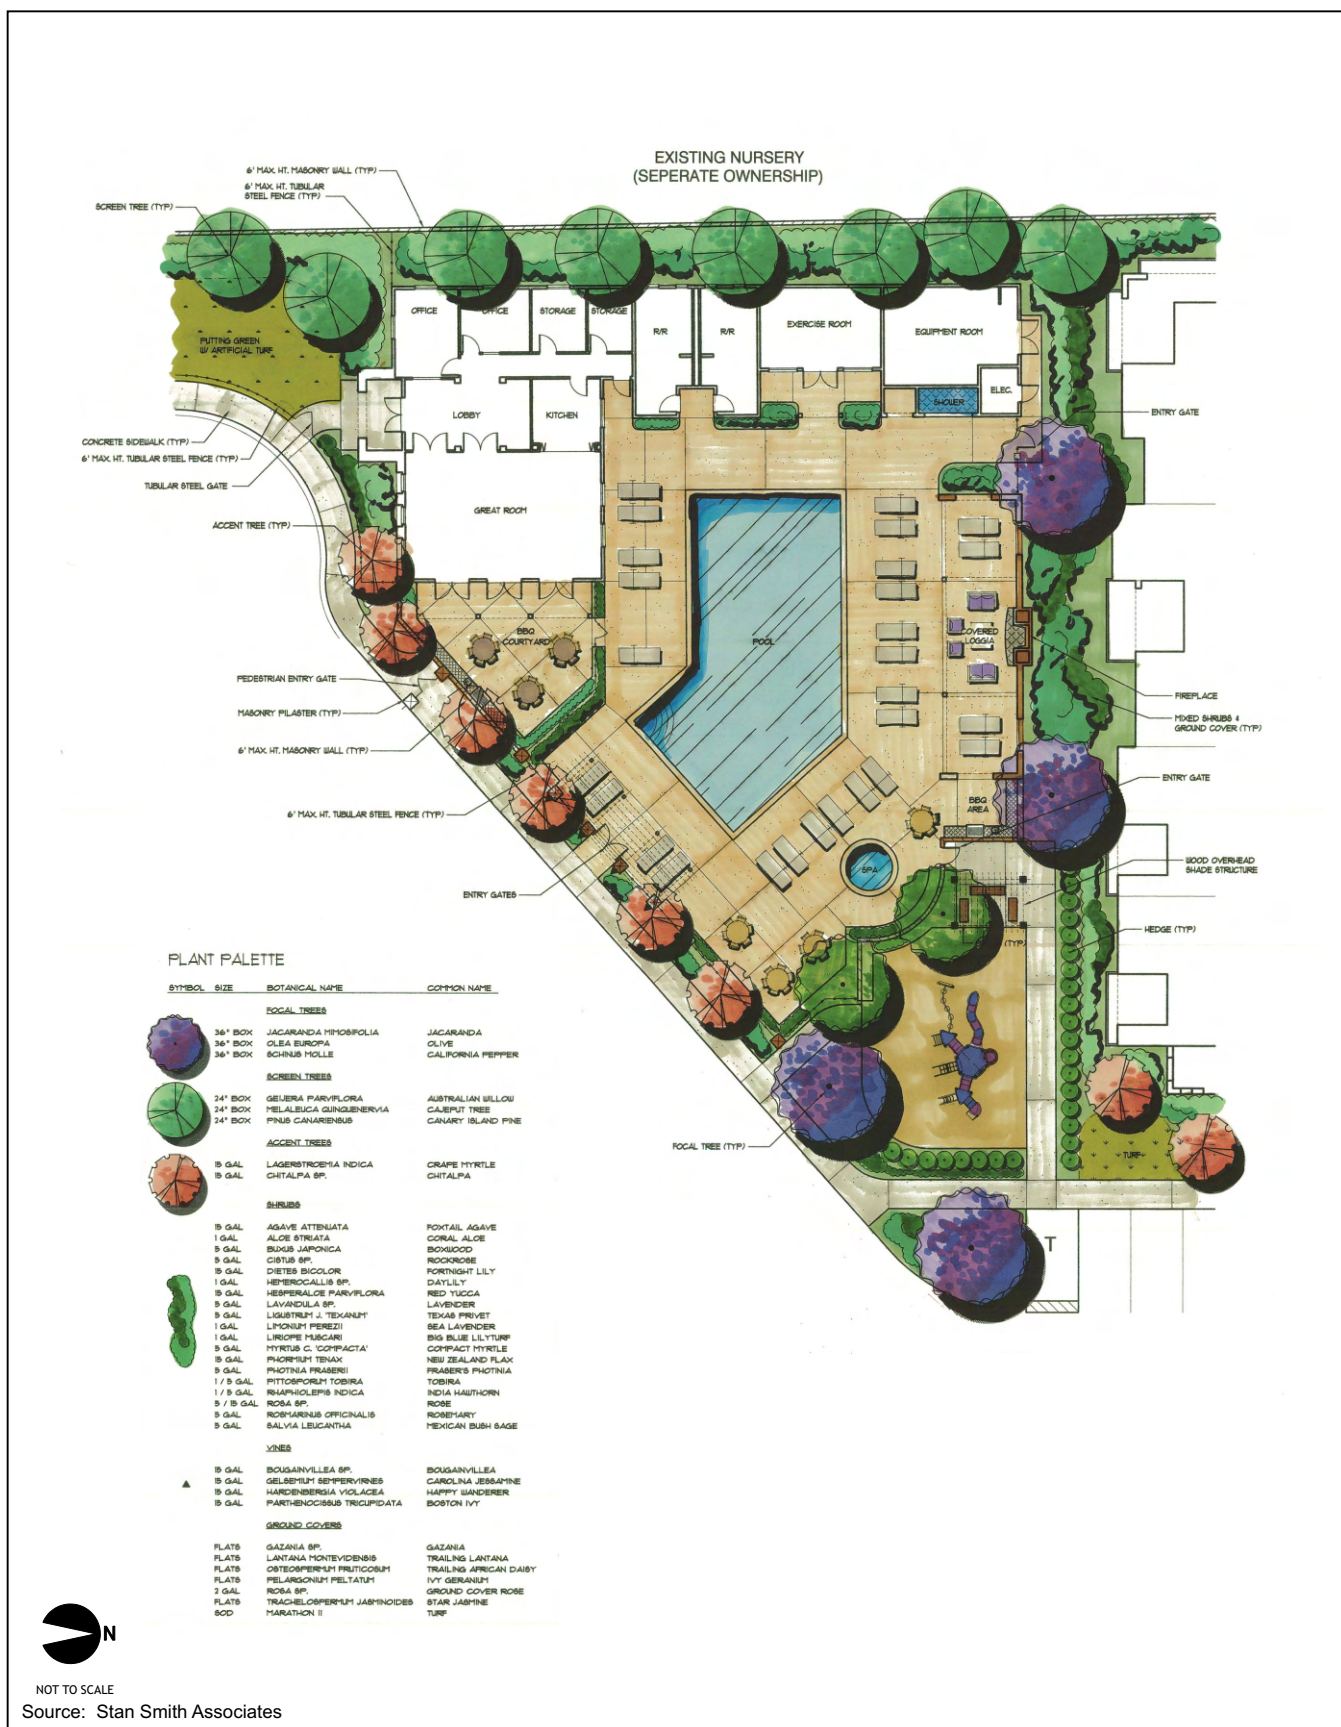 EXISTING NURSERY
(SEPERATE OWNERSHIP)
6' MAX. HT. MASONRY WALL (TYP)
6' MAX. HT. TUBULAR
STEEL FENCE (TYP)
SCREEN TREE (TYP)
OFFICE
OFFICE
STORAGE
STORAGE
R/R
R/R
EXERCISE ROOM
EQUIPMENT ROOM
PUTTING GREEN
W/ ARTIFICIAL TURF
ELEC.
SHOWER
LOBBY
KITCHEN
ENTRY GATE
CONCRETE SIDEWALK (TYP)
6' MAX. HT. TUBULAR STEEL FENCE (TYP)
TUBULAR STEEL GATE
GREAT ROOM
ACCENT TREE (TYP)
BBQ
COURTYARD
POOL
COVERED
LOGGIA
PEDESTRIAN ENTRY GATE
FIREPLACE
MASONRY PILASTER (TYP)
MIXED SHRUBS &
GROUND COVER (TYP)
6' MAX. HT. MASONRY WALL (TYP)
ENTRY GATE
BBQ
AREA
6' MAX. HT. TUBULAR STEEL FENCE (TYP)
WOOD OVERHEAD
SHADE STRUCTURE
SPA
ENTRY GATES
HEDGE (TYP)
(TYP)
FOCAL TREE (TYP)
TURF
T
PLANT PALETTE
SYMBOL SIZE BOTANICAL NAME COMMON NAME
FOCAL TREES
36" BOX JACARANDA MIMOSIFOLIA JACARANDA
36" BOX OLEA EUROPA OLIVE
36" BOX SCHINUS MOLLE CALIFORNIA PEPPER
SCREEN TREES
24" BOX GEIJERA PARVIFLORA AUSTRALIAN WILLOW
24" BOX MELALEUCA QUINQUENERVIA CAJEPUT TREE
24" BOX PINUS CANARIENSUS CANARY ISLAND PINE
ACCENT TREES
15 GAL LAGERSTROEMIA INDICA CRAPE MYRTLE
15 GAL CHITALPA SP. CHITALPA
SHRUBS
15 GAL AGAVE ATTENUATA FOXTAIL AGAVE
1 GAL ALOE STRIATA CORAL ALOE
5 GAL BUXUS JAPONICA BOXWOOD
5 GAL CISTUS SP. ROCKROSE
15 GAL DIETES BICOLOR FORTNIGHT LILY
1 GAL HEMEROCALLIS SP. DAYLILY
15 GAL HESPERALOE PARVIFLORA RED YUCCA
5 GAL LAVANDULA SP. LAVENDER
5 GAL LIGUSTRUM J. 'TEXANUM' TEXAS PRIVET
1 GAL LIMONIUM PEREZII SEA LAVENDER
1 GAL LIRIOPE MUSCARI BIG BLUE LILYTURF
5 GAL MYRTUS C. 'COMPACTA' COMPACT MYRTLE
15 GAL PHORMIUM TENAX NEW ZEALAND FLAX
5 GAL PHOTINIA FRASERII FRASER'S PHOTINIA
1 / 5 GAL PITTOSPORUM TOBIRA TOBIRA
1 / 5 GAL RHAPHIOLEPIS INDICA INDIA HAWTHORN
5 / 15 GAL ROSA SP. ROSE
5 GAL ROSMARINUS OFFICINALIS ROSEMARY
5 GAL SALVIA LEUCANTHA MEXICAN BUSH SAGE
VINES
15 GAL BOUGAINVILLEA SP. BOUGAINVILLEA
15 GAL GELSEMIUM SEMPERVIRNES CAROLINA JESSAMINE
15 GAL HARDENBERGIA VIOLACEA HAPPY WANDERER
15 GAL PARTHENOCISSUS TRICUPIDATA BOSTON IVY
GROUND COVERS
FLATS GAZANIA SP. GAZANIA
FLATS LANTANA MONTEVIDENSIS TRAILING LANTANA
FLATS OSTEOSPERMUM FRUTICOSUM TRAILING AFRICAN DAISY
FLATS PELARGONIUM PELTATUM IVY GERANIUM
2 GAL ROSA SP. GROUND COVER ROSE
FLATS TRACHELOSPERMUM JASMINOIDES STAR JASMINE
SOD MARATHON II TURF
N
NOT TO SCALE
Source: Stan Smith Associates